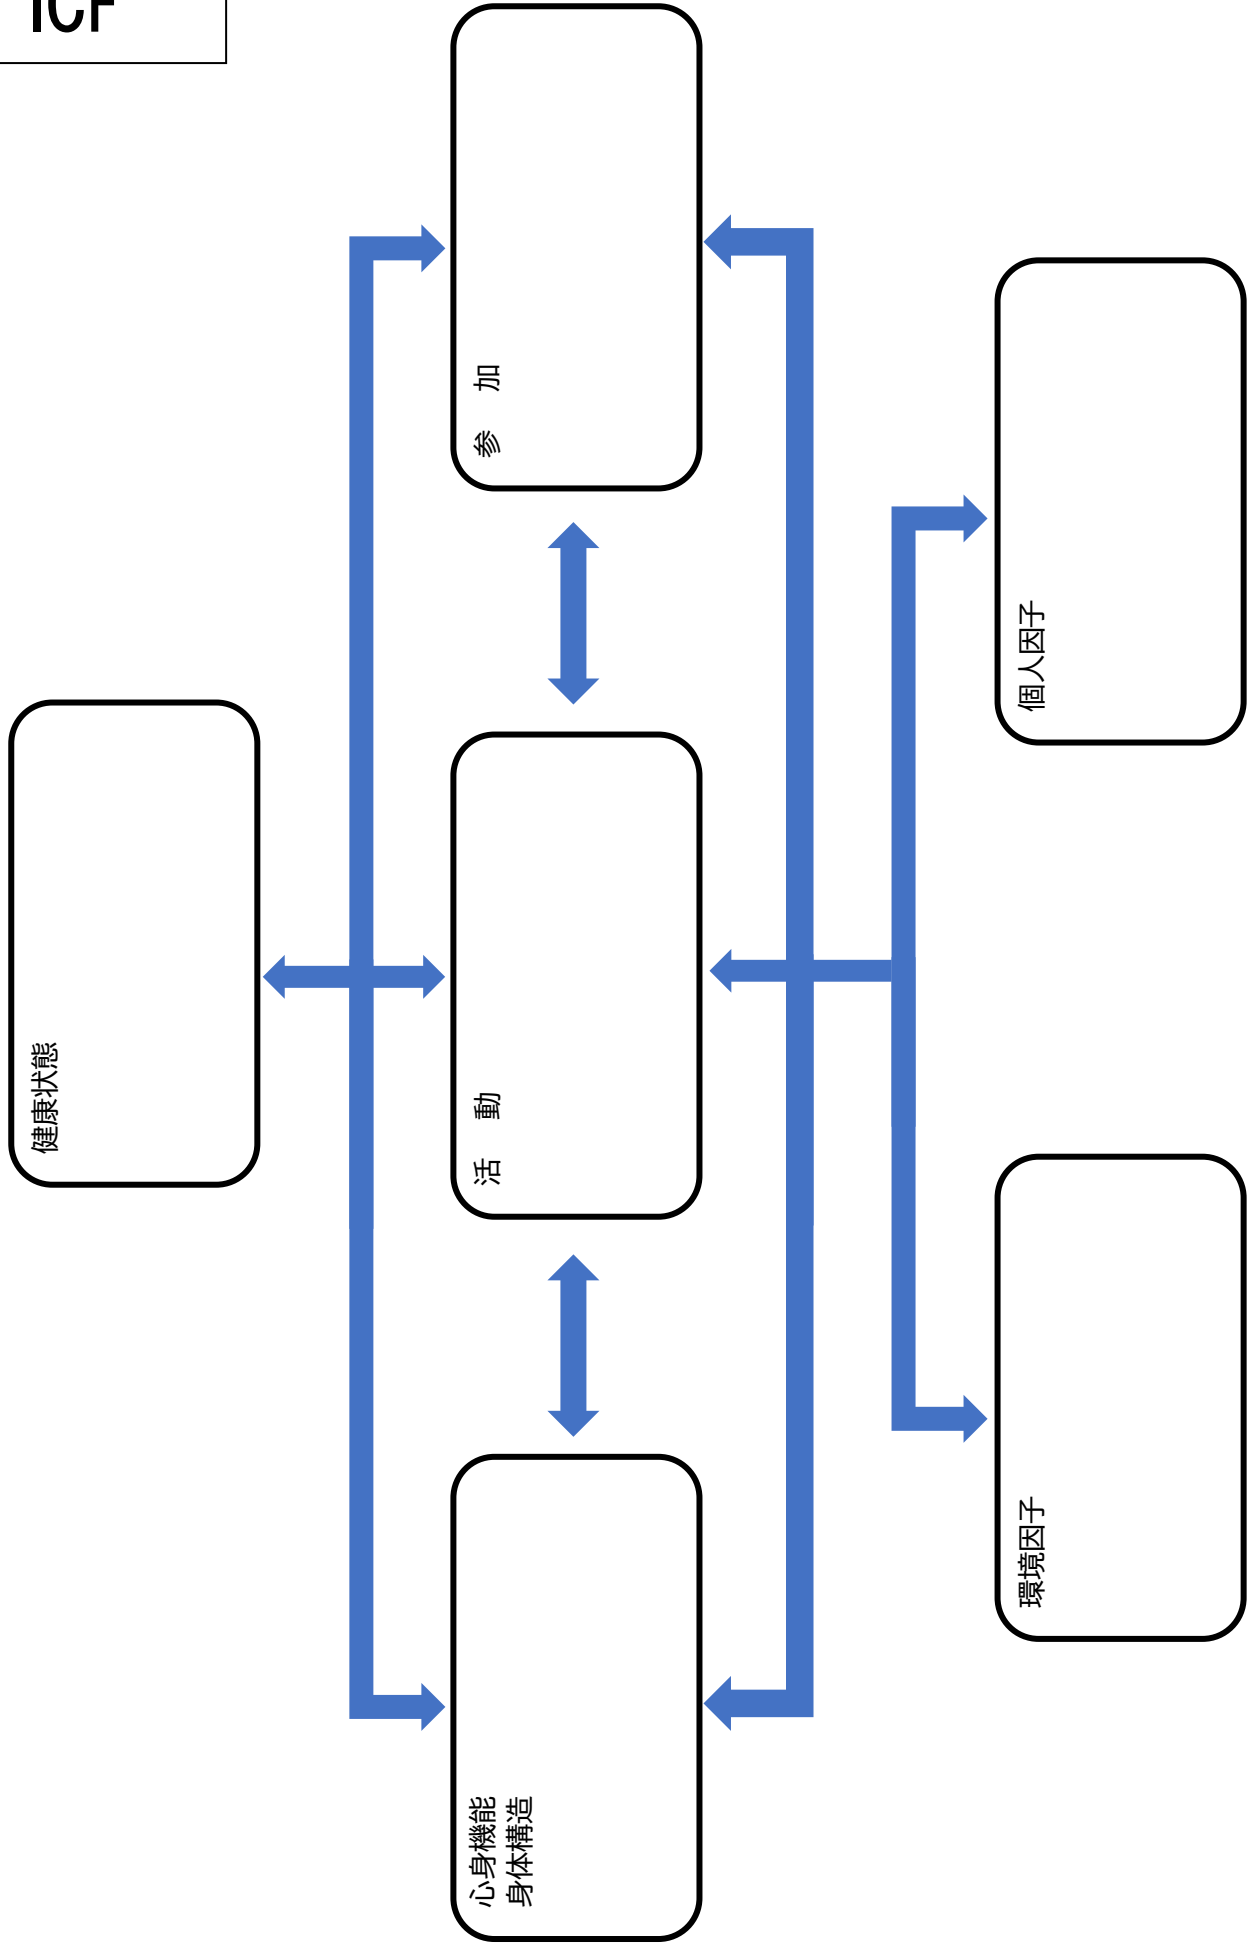 ICF
健康状態
心身機能
身体構造
活　動
参　加
環境因子
個人因子